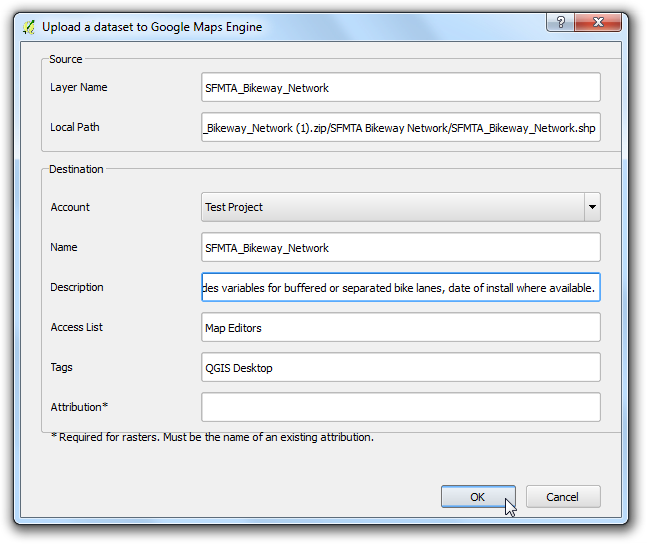 Upload a dataset to Google Maps Engine
Source
Layer Name SFMTA_Bikeway_Network
Local Path _Bikeway_Network (1).zip/SFMTA Bikeway Network/SFMTA_Bikeway_Network.shp
Destination
Account Test Project
Name SFMTA_Bikeway_Network
Description des variables for buffered or separated bike lanes, date of install where available.
Access List Map Editors
Tags QGIS Desktop
Attribution*
*Required for rasters. Must be the name of an existing attribution.
OK Cancel